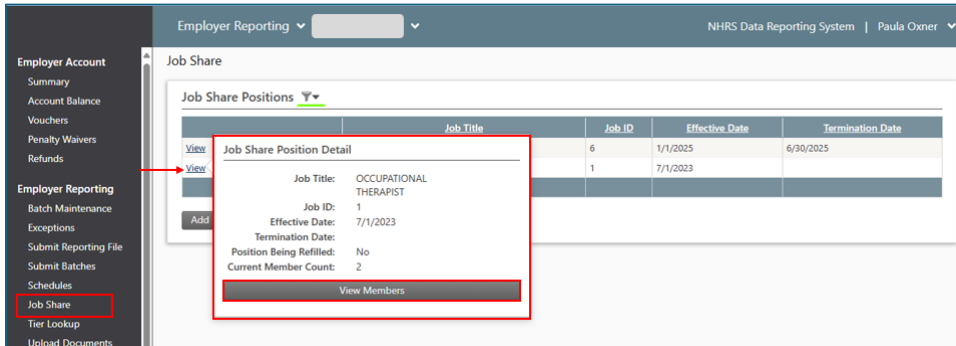 Employer Reporting
NHRS Data Reporting System | Paula Oxner
Employer Account
Summary
Account Balance
Vouchers
Penalty Waivers
Refunds
Employer Reporting
Batch Maintenance
Exceptions
Submit Reporting File
Submit Batches
Schedules
Job Share
Tier Lookup
Upload Documents
Job Share
Job Share Positions
Job Title Job ID Effective Date Termination Date
View 6 1/1/2025 6/30/2025
View 1 7/1/2023
Add
Job Share Position Detail
Job Title: OCCUPATIONAL
THERAPIST
Job ID: 1
Effective Date: 7/1/2023
Termination Date:
Position Being Refilled: No
Current Member Count: 2
View Members